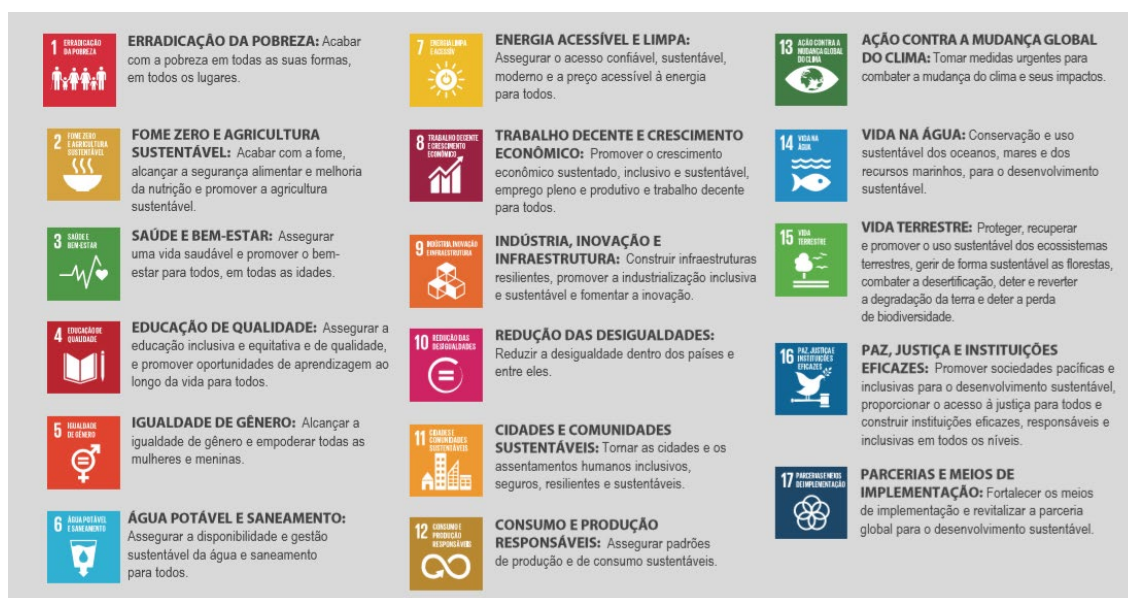 1 ERRADICAÇÃO
DA POBREZA
ERRADICAÇÃO DA POBREZA: Acabar
com a pobreza em todas as suas formas,
em todos os lugares.
2 FOME ZERO
E AGRICULTURA
SUSTENTÁVEL
FOME ZERO E AGRICULTURA
SUSTENTÁVEL: Acabar com a fome,
alcançar a segurança alimentar e melhoria
da nutrição e promover a agricultura
sustentável.
3 SAÚDE E
BEM-ESTAR
SAÚDE E BEM-ESTAR: Assegurar
uma vida saudável e promover o bem-
estar para todos, em todas as idades.
4 EDUCAÇÃO DE
QUALIDADE
EDUCAÇÃO DE QUALIDADE: Assegurar a
educação inclusiva e equitativa e de qualidade,
e promover oportunidades de aprendizagem ao
longo da vida para todos.
5 IGUALDADE
DE GÊNERO
IGUALDADE DE GÊNERO: Alcançar a
igualdade de gênero e empoderar todas as
mulheres e meninas.
6 ÁGUA POTÁVEL
E SANEAMENTO
ÁGUA POTÁVEL E SANEAMENTO:
Assegurar a disponibilidade e gestão
sustentável da água e saneamento
para todos.
7 ENERGIA LIMPA
E ACESSÍV
ENERGIA ACESSÍVEL E LIMPA:
Assegurar o acesso confiável, sustentável,
moderno e a preço acessível à energia
para todos.
8 TRABALHO DECENTE
E CRESCIMENTO
ECONÔMICO
TRABALHO DECENTE E CRESCIMENTO
ECONÔMICO: Promover o crescimento
econômico sustentado, inclusivo e sustentável,
emprego pleno e produtivo e trabalho decente
para todos.
9 INDÚSTRIA, INOVAÇÃO
E INFRAESTRUTURA
INDÚSTRIA, INOVAÇÃO E
INFRAESTRUTURA: Construir infraestruturas
resilientes, promover a industrialização inclusiva
e sustentável e fomentar a inovação.
10 REDUÇÃO DAS
DESIGUALDADES
REDUÇÃO DAS DESIGUALDADES:
Reduzir a desigualdade dentro dos países e
entre eles.
11 CIDADES E
COMUNIDADES
SUSTENTÁVEIS
CIDADES E COMUNIDADES
SUSTENTÁVEIS: Tornar as cidades e os
assentamentos humanos inclusivos,
seguros, resilientes e sustentáveis.
12 CONSUMO E
PRODUÇÃO
RESPONSÁVEIS
CONSUMO E PRODUÇÃO
RESPONSÁVEIS: Assegurar padrões
de produção e de consumo sustentáveis.
13 AÇÃO CONTRA A
MUDANÇA GLOBAL
DO CLIMA
AÇÃO CONTRA A MUDANÇA GLOBAL
DO CLIMA: Tomar medidas urgentes para
combater a mudança do clima e seus impactos.
14 VIDA NA
ÁGUA
VIDA NA ÁGUA: Conservação e uso
sustentável dos oceanos, mares e dos
recursos marinhos, para o desenvolvimento
sustentável.
15 VIDA
TERRESTRE
VIDA TERRESTRE: Proteger, recuperar
e promover o uso sustentável dos ecossistemas
terrestres, gerir de forma sustentável as florestas,
combater a desertificação, deter e reverter
a degradação da terra e deter a perda
de biodiversidade.
16 PAZ, JUSTIÇA E
INSTITUIÇÕES
EFICAZES
PAZ, JUSTIÇA E INSTITUIÇÕES
EFICAZES: Promover sociedades pacíficas e
inclusivas para o desenvolvimento sustentável,
proporcionar o acesso à justiça para todos e
construir instituições eficazes, responsáveis e
inclusivas em todos os níveis.
17 PARCERIAS E MEIOS
DE IMPLEMENTAÇÃO
PARCERIAS E MEIOS DE
IMPLEMENTAÇÃO: Fortalecer os meios
de implementação e revitalizar a parceria
global para o desenvolvimento sustentável.